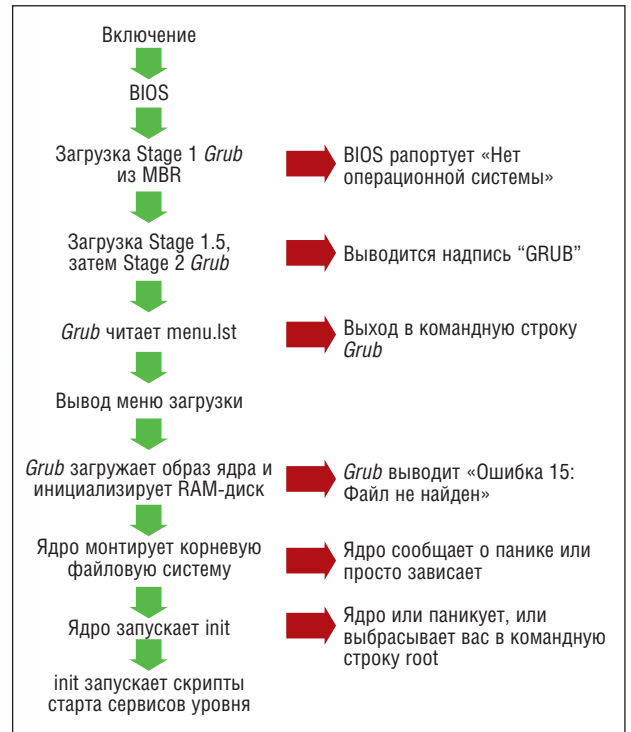 Включение
BIOS
Загрузка Stage 1 Grub
из MBR
BIOS рапортует «Нет
операционной системы»
Загрузка Stage 1.5,
затем Stage 2 Grub
Выводится надпись “GRUB”
Grub читает menu.lst
Выход в командную строку
Grub
Вывод меню загрузки
Grub загружает образ ядра и
инициализирует RAM-диск
Grub выводит «Ошибка 15:
Файл не найден»
Ядро монтирует корневую
файловую систему
Ядро сообщает о панике или
просто зависает
Ядро запускает init
Ядро или паникует, или
выбрасывает вас в командную
строку root
init запускает скрипты
старта сервисов уровня